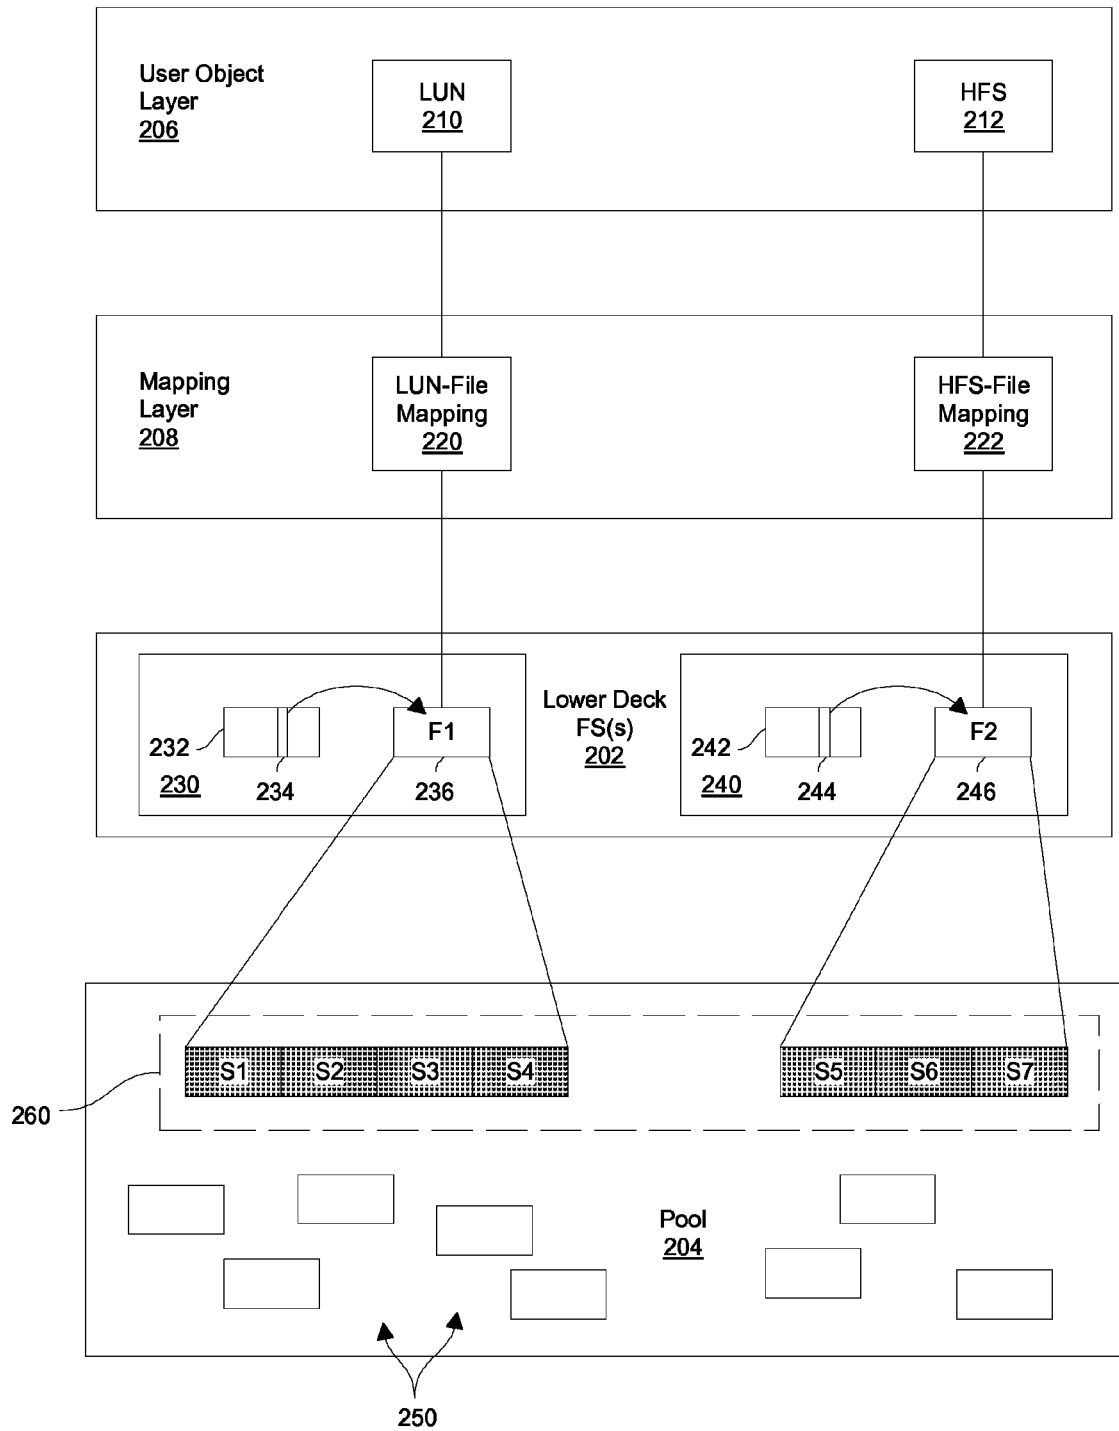 User Object
Layer
206
LUN
210
HFS
212
Mapping
Layer
208
LUN-File
Mapping
220
HFS-File
Mapping
222
Lower Deck
FS(s)
202
F1
232
230
234
236
F2
242
240
244
246
S1 S2 S3 S4
S5 S6 S7
260
Pool
204
250